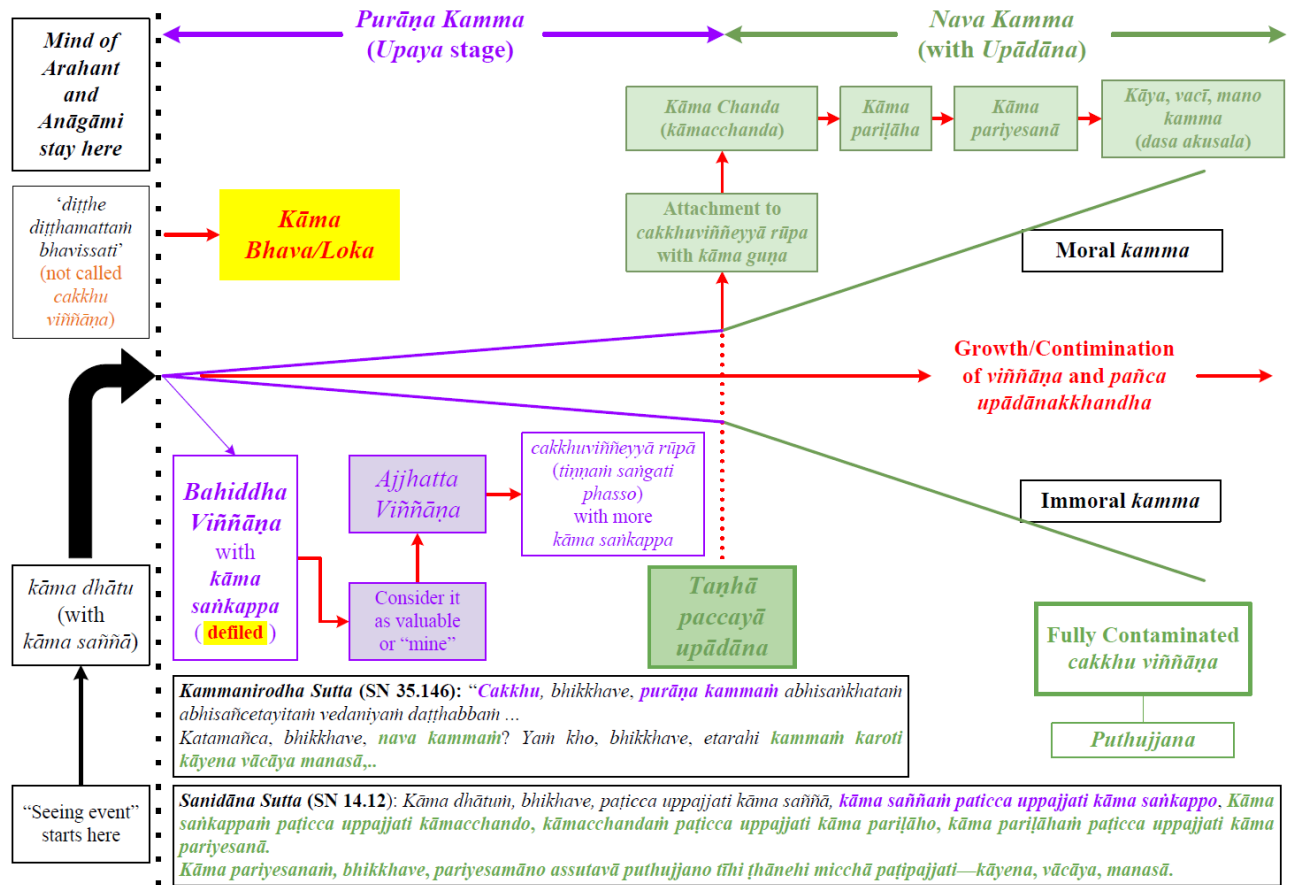 Mind of
Arahant
and
Anāgāmi
stay here
Purāṇa Kamma
(Upaya stage)
Nava Kamma
(with Upādāna)
Kāma Chanda
(kāmacchanda)
Kāma
pariḷāha
Kāma
pariyesanā
Kāya, vacī, mano
kamma
(dasa akusala)
‘diṭṭhe
diṭṭhamattaṁ
bhavissati’
(not called
cakkhu
viññāṇa)
Kāma
Bhava/Loka
Attachment to
cakkhuviññeyyā rūpa
with kāma guṇa
Moral kamma
Growth/Contimination
of viññāṇa and pañca
upādānakkhandha
kāma dhātu
(with
kāma saññā)
Bahiddha
Viññāṇa
with
kāma
saṅkappa
(defiled)
Ajjhatta
Viññāṇa
Consider it
as valuable
or “mine”
cakkhuviññeyyā rūpā
(tiṇṇaṁ saṅgati
phasso)
with more
kāma saṅkappa
Taṇhā
paccayā
upādāna
Immoral kamma
Fully Contaminated
cakkhu viññāṇa
Puthujjana
“Seeing event”
starts here
Kammanirodha Sutta (SN 35.146): “Cakkhu, bhikkhave, purāṇa kammaṁ abhisaṅkhataṁ
abhisañcetayitaṁ vedaniyaṁ daṭṭhabbaṁ ...
Katamañca, bhikkhave, nava kammaṁ? Yaṁ kho, bhikkhave, etarahi kammaṁ karoti
kāyena vācāya manasā,..
Sanidāna Sutta (SN 14.12): Kāma dhātuṁ, bhikhave, paṭicca uppajjati kāma saññā, kāma saññaṁ paticca uppajjati kāma saṅkappo, Kāma
saṅkappaṁ paṭicca uppajjati kāmacchando, kāmacchandaṁ paṭicca uppajjati kāma pariḷāho, kāma pariḷāhaṁ paṭicca uppajjati kāma
pariyesanā.
Kāma pariyesanaṁ, bhikkhave, pariyesamāno assutavā puthujjano tīhi ṭhānehi micchā paṭipajjati—kāyena, vācāya, manasā.